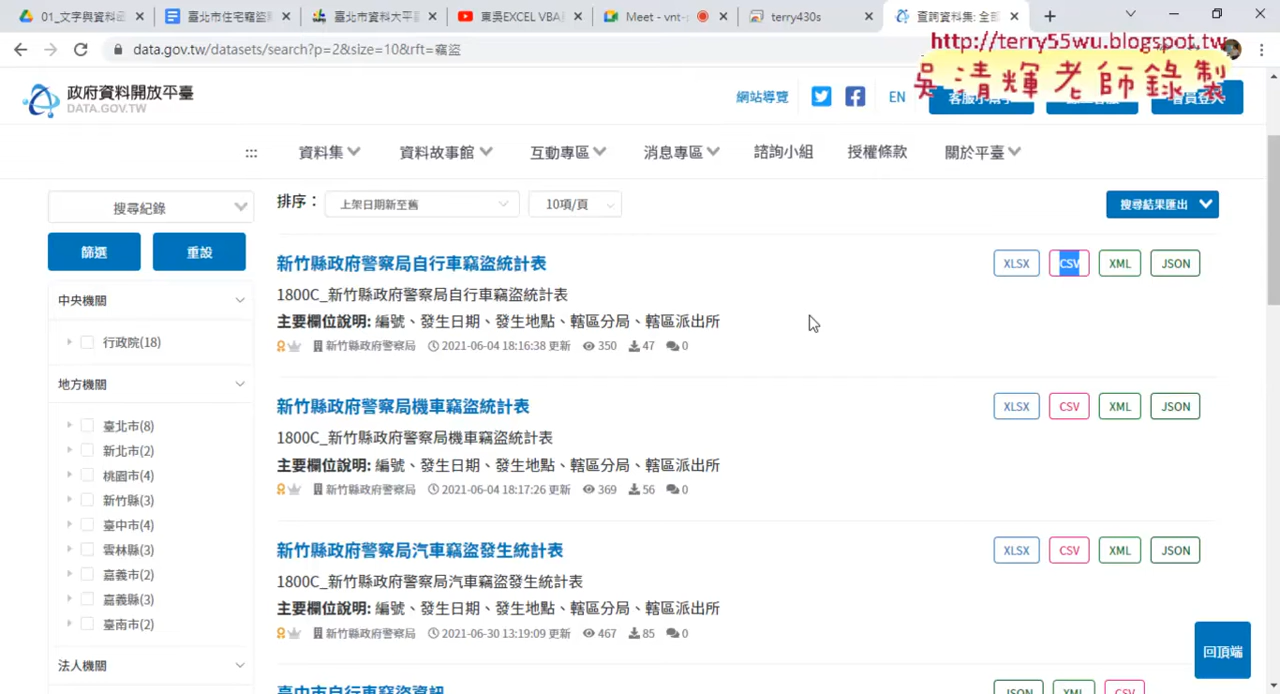 01_文字與資料函
臺北市住宅竊盜
臺北市資料大平臺
東吳EXCEL VBA
Meet - vnt-
terry430s
查詢資料集: 全部
data.gov.tw/datasets/search?p=2&size=10&rft=竊盜
http://terry55wu.blogspot.tw
吳清輝老師錄製
政府資料開放平臺
DATA.GOV.TW
網站導覽
EN
:::
資料集
資料故事館
互動專區
消息專區
諮詢小組
授權條款
關於平臺
搜尋紀錄
排序：
上架日期新至舊
10項/頁
搜尋結果匯出
篩選
重設
中央機關
行政院(18)
地方機關
臺北市(8)
新北市(2)
桃園市(4)
新竹縣(3)
臺中市(4)
雲林縣(3)
嘉義市(2)
嘉義縣(3)
臺南市(2)
法人機關
新竹縣政府警察局自行車竊盜統計表
XLSX
CSV
XML
JSON
1800C_新竹縣政府警察局自行車竊盜統計表
主要欄位說明: 編號、發生日期、發生地點、轄區分局、轄區派出所
新竹縣政府警察局 2021-06-04 18:16:38 更新 350 47 0
新竹縣政府警察局機車竊盜統計表
XLSX
CSV
XML
JSON
1800C_新竹縣政府警察局機車竊盜統計表
主要欄位說明: 編號、發生日期、發生地點、轄區分局、轄區派出所
新竹縣政府警察局 2021-06-04 18:17:26 更新 369 56 0
新竹縣政府警察局汽車竊盜發生統計表
XLSX
CSV
XML
JSON
1800C_新竹縣政府警察局汽車竊盜發生統計表
主要欄位說明: 編號、發生日期、發生地點、轄區分局、轄區派出所
新竹縣政府警察局 2021-06-30 13:19:09 更新 467 85 0
臺中市自行車竊盜資訊
JSON
XML
CSV
回頂端